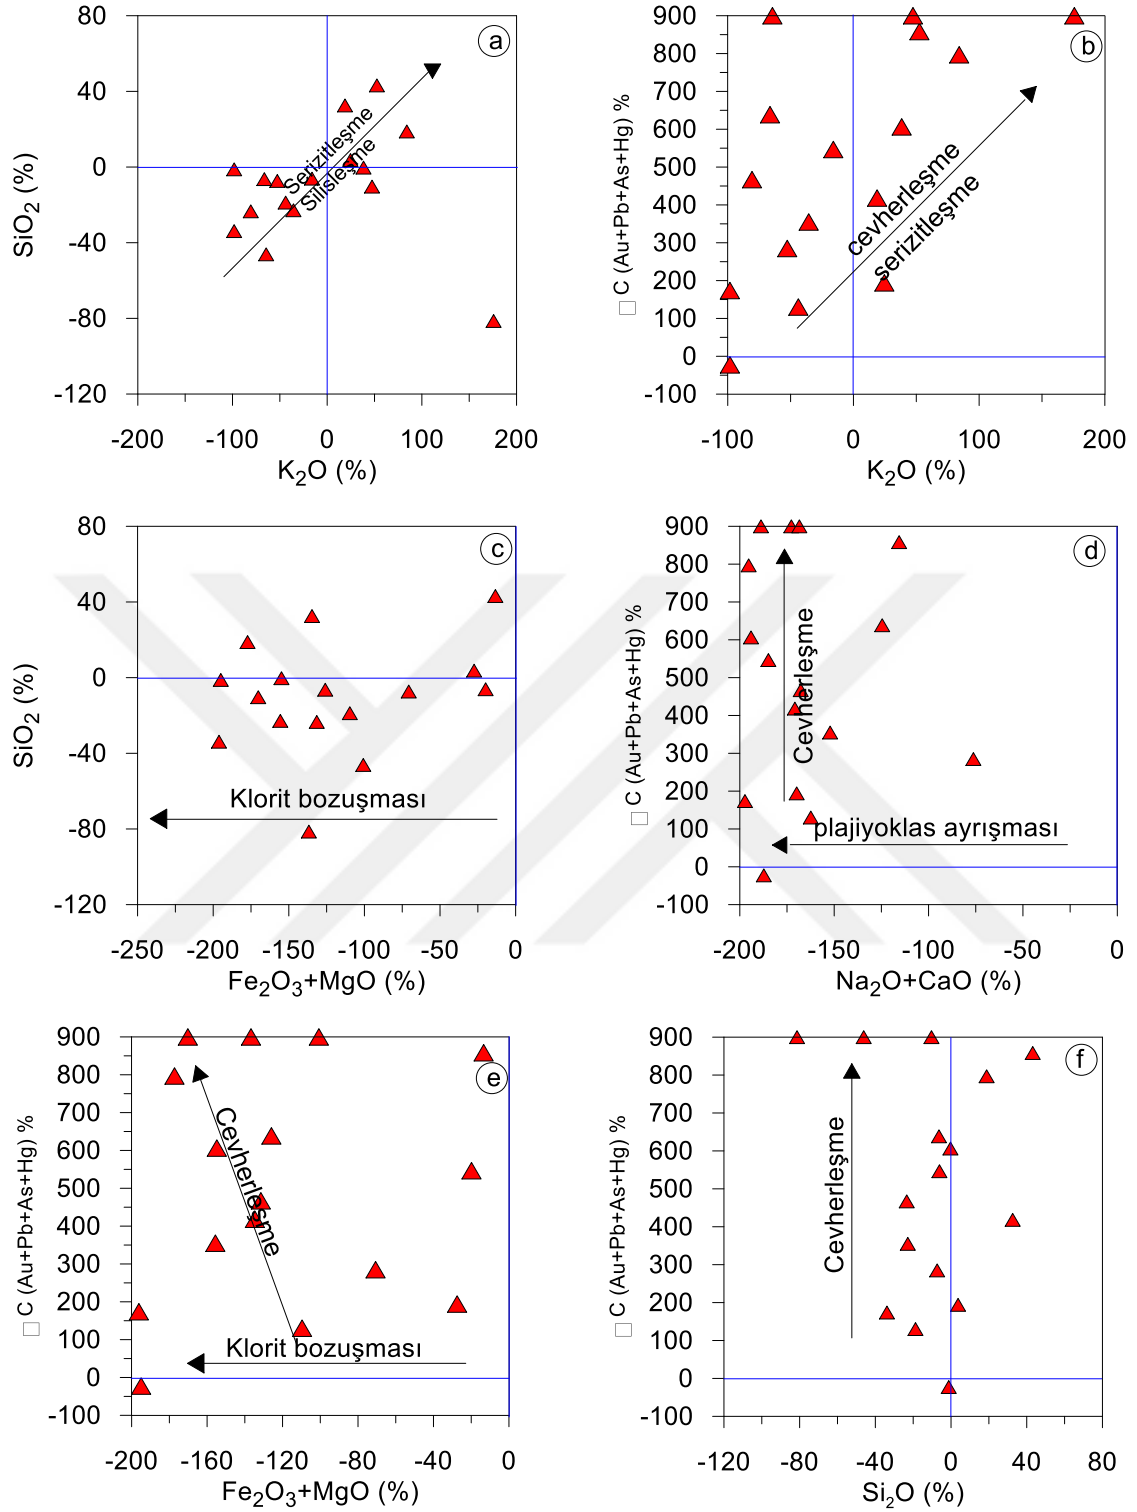 a
80
40
0
-40
-80
-120
SiO2 (%)
Serizitleşme
Silisleşme
-200 -100 0 100 200
K2O (%)
b
900
800
700
600
500
400
300
200
100
0
-100
□ C (Au+Pb+As+Hg) %
cevherleşme
serizitleşme
-100 0 100 200
K2O (%)
c
80
40
0
-40
-80
-120
SiO2 (%)
Klorit bozuşması
-250 -200 -150 -100 -50 0
Fe2O3+MgO (%)
d
900
800
700
600
500
400
300
200
100
0
-100
□ C (Au+Pb+As+Hg) %
Cevherleşme
plajiyoklas ayrışması
-200 -150 -100 -50 0
Na2O+CaO (%)
e
900
800
700
600
500
400
300
200
100
0
-100
□ C (Au+Pb+As+Hg) %
Cevherleşme
Klorit bozuşması
-200 -160 -120 -80 -40 0
Fe2O3+MgO (%)
f
900
800
700
600
500
400
300
200
100
0
-100
□ C (Au+Pb+As+Hg) %
Cevherleşme
-120 -80 -40 0 40 80
Si2O (%)